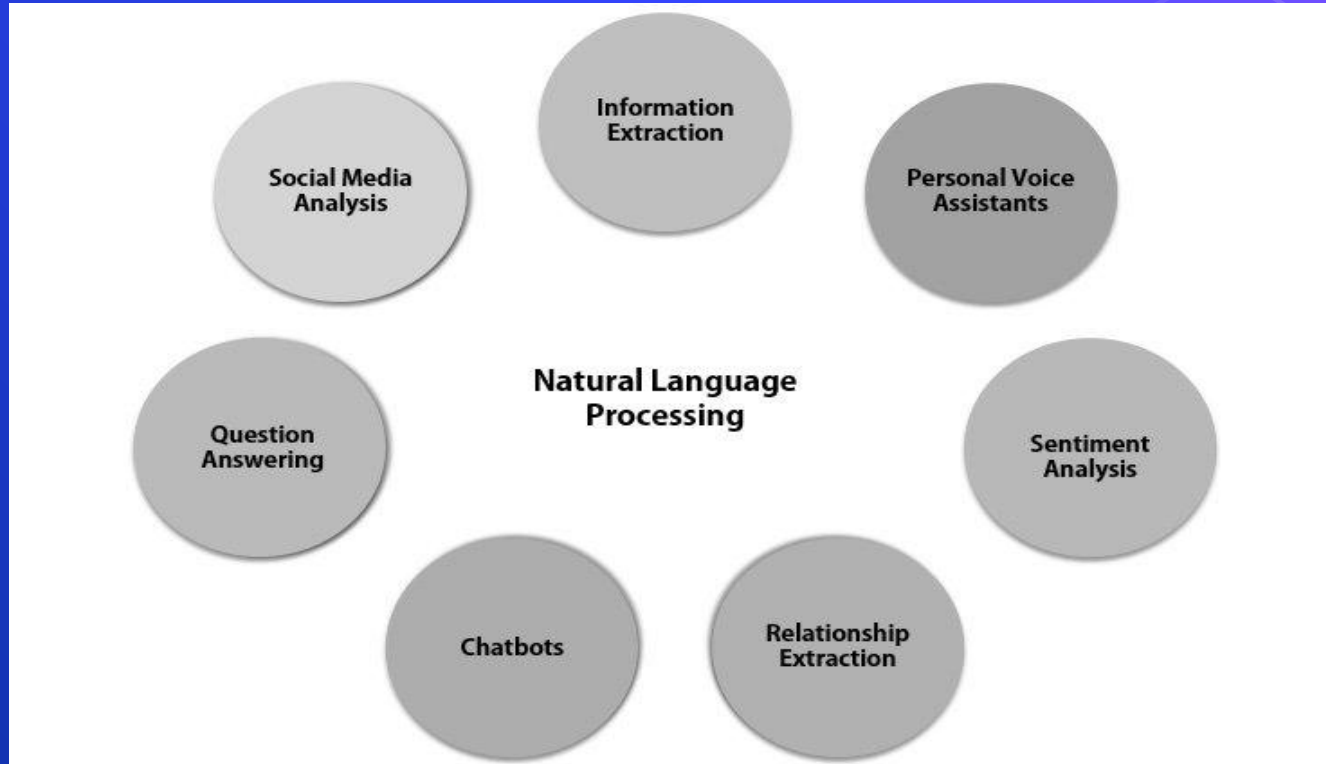 Information
Extraction
Social Media
Analysis
Personal Voice
Assistants
Natural Language
Processing
Question
Answering
Sentiment
Analysis
Chatbots
Relationship
Extraction